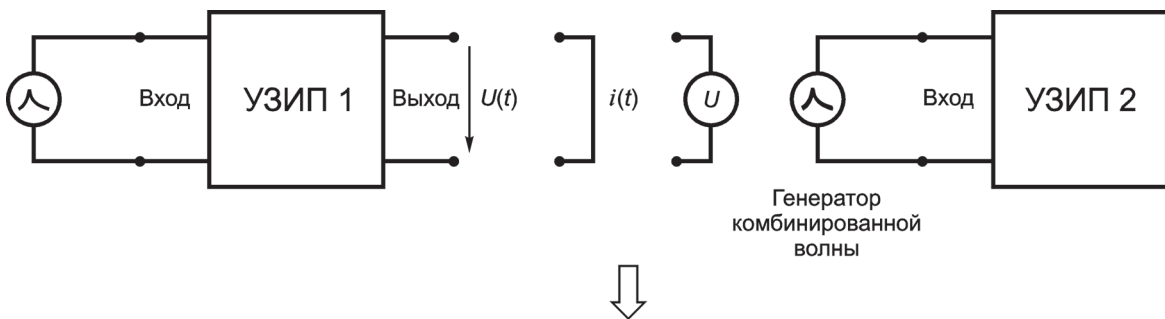 Вход
УЗИП 1
Выход
U(t)
i(t)
U
Вход
УЗИП 2
Генератор
комбинированной
волны